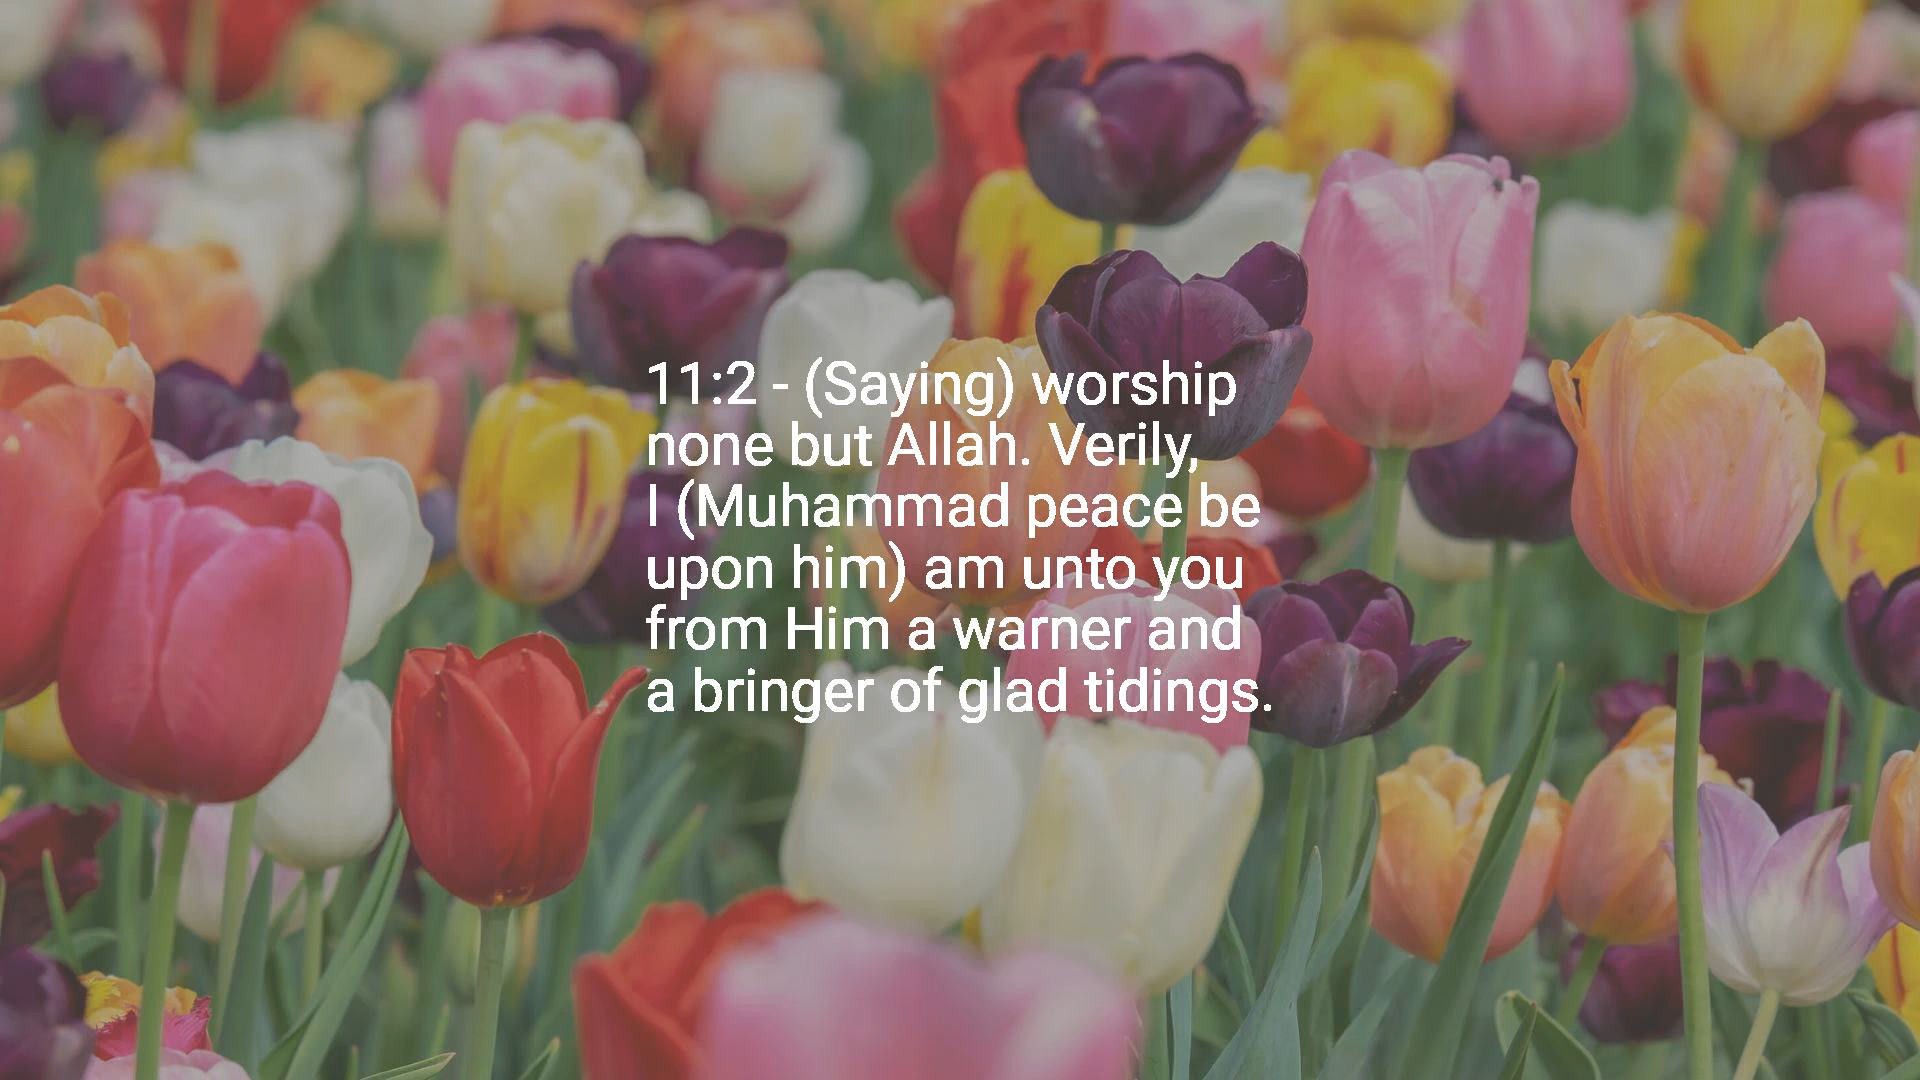 11:2 - (Saying) worship
none but Allah. Verily,
I (Muhammad peace be
upon him) am unto you
from Him a warner and
a bringer of glad tidings.